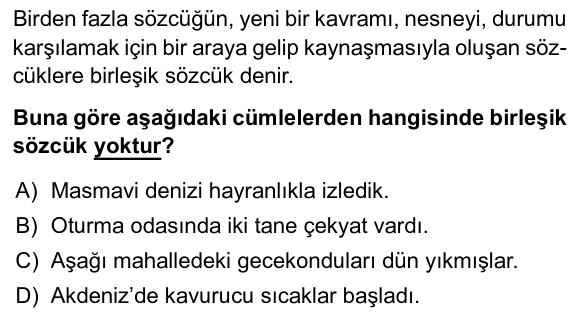 Birden fazla sözcüğün, yeni bir kavramı, nesneyi, durumu
karşılamak için bir araya gelip kaynaşmasıyla oluşan söz-
cüklere birleşik sözcük denir.
Buna göre aşağıdaki cümlelerden hangisinde birleşik
sözcük yoktur?
A) Masmavi denizi hayranlıkla izledik.
B) Oturma odasında iki tane çekyat vardı.
C) Aşağı mahalledeki gecekonduları dün yıkmışlar.
D) Akdeniz’de kavurucu sıcaklar başladı.